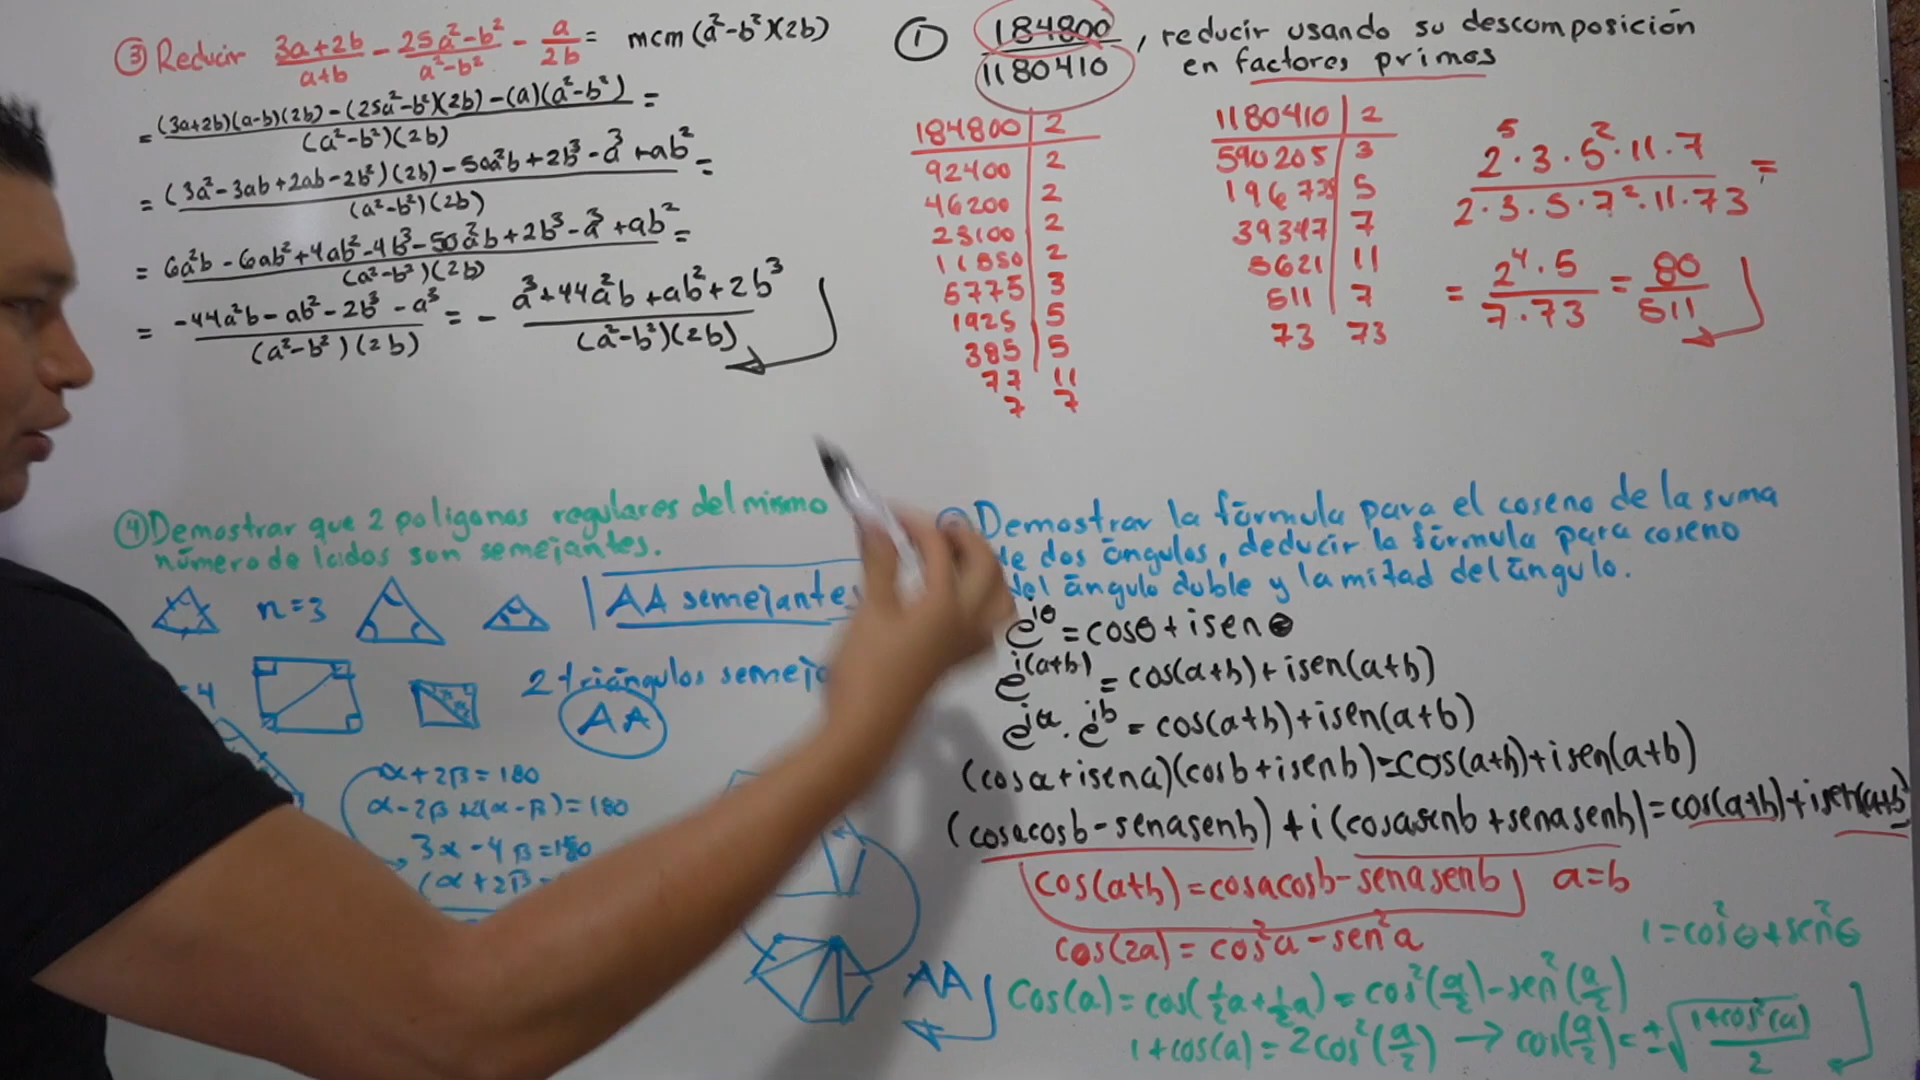 ③ Reducir 3a+2b/a+b - 25a²-b²/a²-b² - a/2b = mcm (a²-b²)(2b)
= (3a+2b)(a-b)(2b) - (25a²-b²)(2b) - (a)(a²-b²)/(a²-b²)(2b) =
= (3a²-3ab+2ab-2b²)(2b) - 50a²b+2b³-a³+ab²/(a²-b²)(2b) =
= 6a²b - 6ab²+4ab²-4b³-50a²b+2b³-a³+ab²/(a²-b²)(2b) =
= -44a²b-ab²-2b³-a³/(a²-b²)(2b) = - a³+44a²b+ab²+2b³/(a²-b²)(2b)
① 184800/1180410, reducir usando su descomposición
en factores primos
184800 | 2
92400 | 2
46200 | 2
23100 | 2
11550 | 2
5775 | 3
1925 | 5
385 | 5
77 11
7 7
1180410 | 2
590205 | 3
196735 | 5
39347 | 7
5621 | 11
511 | 7
73 73
2⁵·3·5²·11·7/2·3·5·7²·11·73 =
= 2⁴·5/7·73 = 80/511
④ Demostrar que 2 poligonos regulares del mismo
número de lados son semejantes.
n=3 AA semejantes
=4 2 triángulos
AA
α+2β=180
α-2β+4(α-β)=180
3α-4β=180
(α+2β=
AA
Demostrar la fórmula para el coseno de la suma
de dos ángulos, deducir la fórmula para coseno
del ángulo duble y la mitad del ángulo.
e^iθ = cosθ+isenθ
e^i(a+b) = cos(a+b)+isen(a+b)
e^ia · e^ib = cos(a+b)+isen(a+b)
(cosa+isena)(cosb+isenb)=cos(a+b)+isen(a+b)
(cosacosb-senasenb)+i(cosasenb+senasenb)=cos(a+b)+isen(a+b)
cos(a+b)=cosacosb-senasenb a=b
cos(2a)=cos²a-sen²a
1=cos²θ+sen²θ
Cos(a)=cos(½a+½a)=cos²(a/2)-sen²(a/2)
1+cos(a)=2cos²(a/2) → cos(a/2)=±√(1+cos²(a)/2)